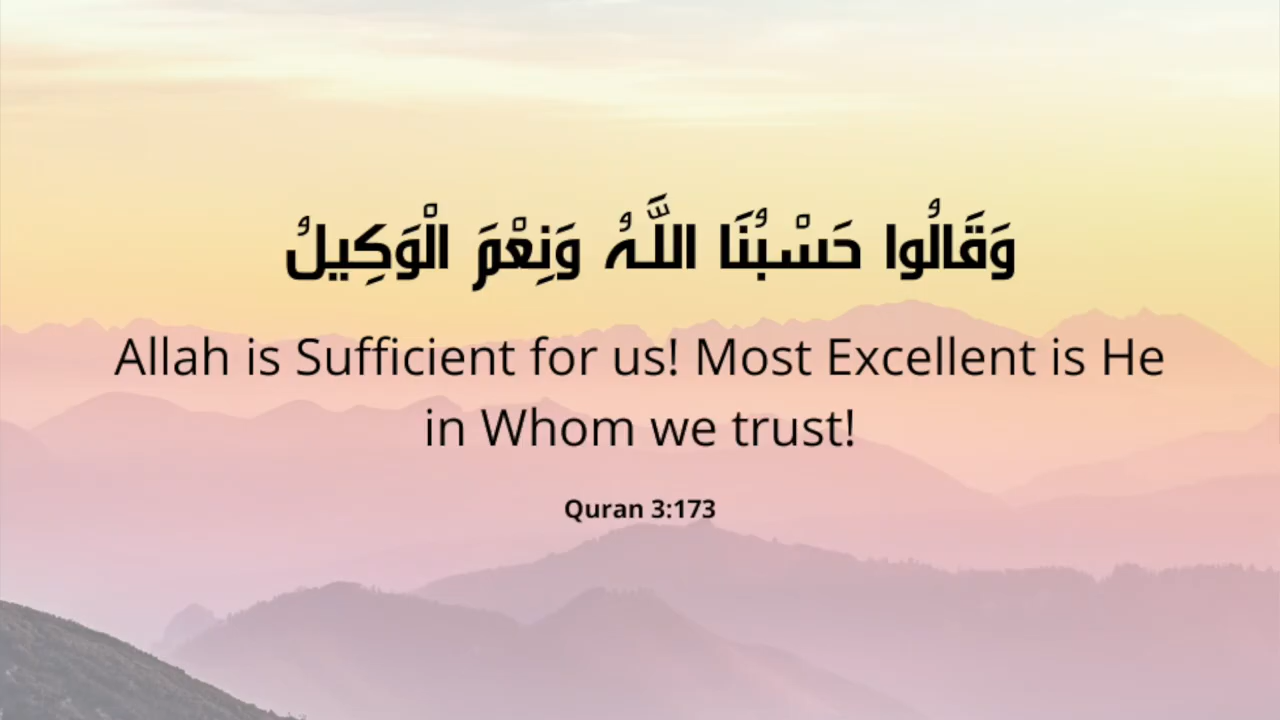 وَقَالُوا حَسْبُنَا اللَّهُ وَنِعْمَ الْوَكِيلُ
Allah is Sufficient for us! Most Excellent is He
in Whom we trust!
Quran 3:173